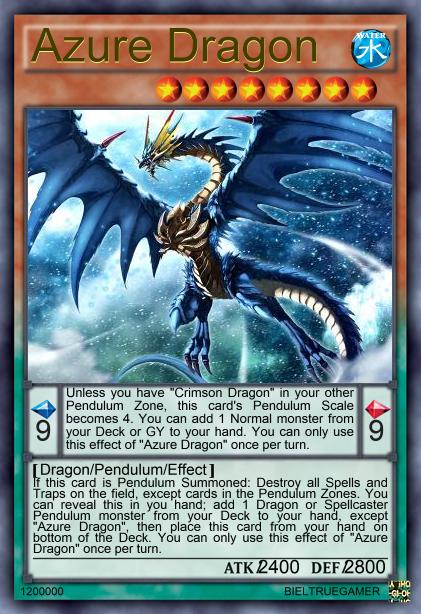 Azure Dragon
WATER
水
9
Unless you have "Crimson Dragon" in your other
Pendulum Zone, this card's Pendulum Scale
becomes 4. You can add 1 Normal monster from
your Deck or GY to your hand. You can only use
this effect of "Azure Dragon" once per turn.
9
[Dragon/Pendulum/Effect]
If this card is Pendulum Summoned: Destroy all Spells and
Traps on the field, except cards in the Pendulum Zones. You
can reveal this in you hand; add 1 Dragon or Spellcaster
Pendulum monster from your Deck to your hand, except
"Azure Dragon", then place this card from your hand on
bottom of the Deck. You can only use this effect of "Azure
Dragon" once per turn.
ATK 2400 DEF 2800
1200000 BIELTRUEGAMER